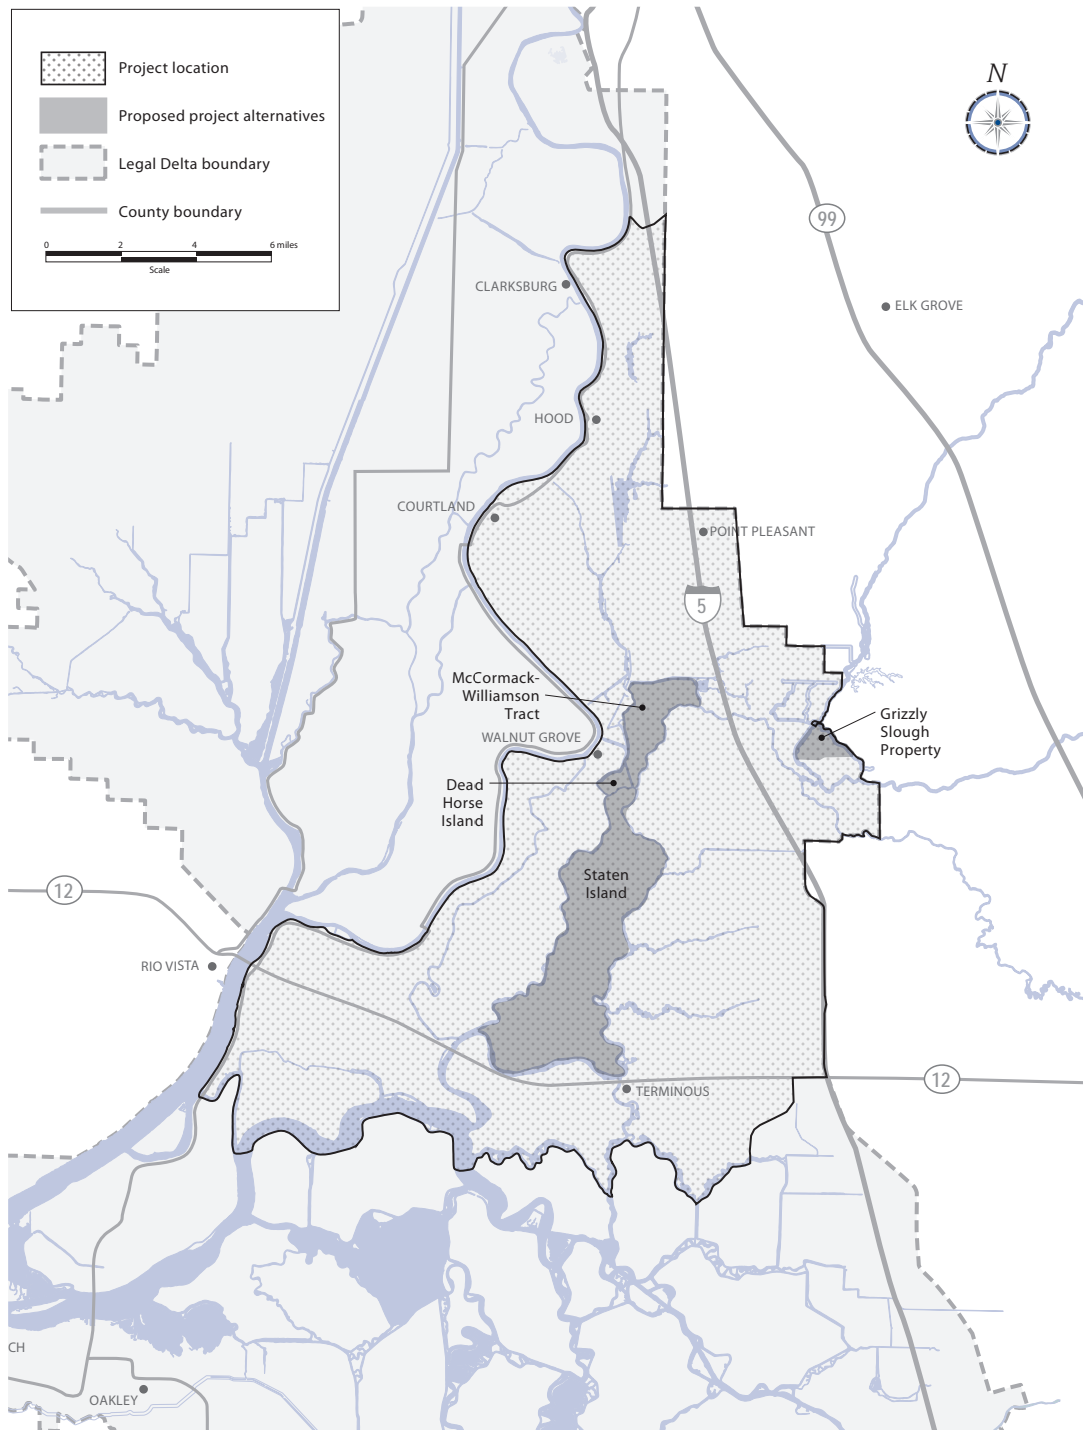 Project location
Proposed project alternatives
Legal Delta boundary
County boundary
0 2 4 6 miles
Scale
N
99
CLARKSBURG
ELK GROVE
HOOD
COURTLAND
POINT PLEASANT
5
McCormack-
Williamson
Tract
Grizzly
Slough
Property
WALNUT GROVE
Dead
Horse
Island
Staten
Island
12
RIO VISTA
12
TERMINOUS
CH
OAKLEY